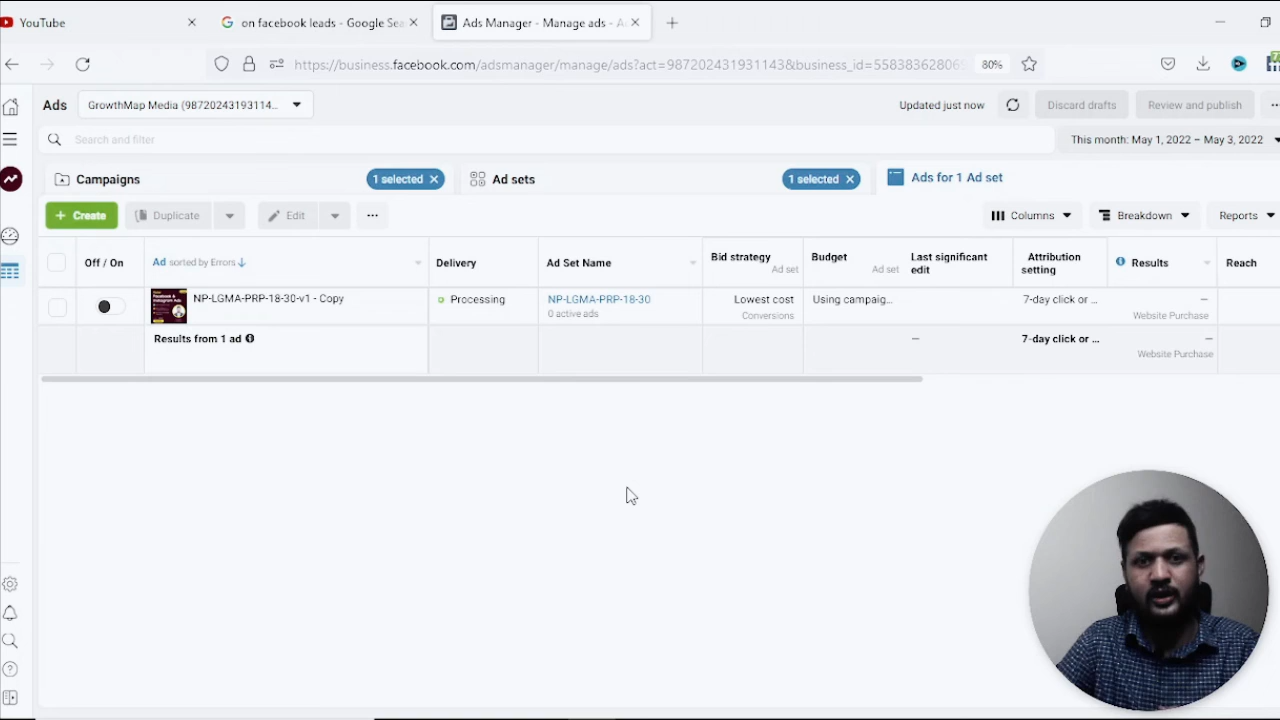 YouTube
on facebook leads - Google Sea
Ads Manager - Manage ads - A
https://business.facebook.com/adsmanager/manage/ads?act=987202431931143&business_id=5583836280695
80%
Ads
GrowthMap Media (98720243193114...
Updated just now
Discard drafts
Review and publish
Search and filter
This month: May 1, 2022 – May 3, 2022
Campaigns
1 selected
Ad sets
1 selected
Ads for 1 Ad set
+ Create
Duplicate
Edit
Columns
Breakdown
Reports
Off / On
Ad sorted by Errors ↓
Delivery
Ad Set Name
Bid strategy
Ad set
Budget
Ad set
Last significant
edit
Attribution
setting
Results
Reach
Facebook &
Instagram Ads
NP-LGMA-PRP-18-30-v1 - Copy
Processing
NP-LGMA-PRP-18-30
0 active ads
Lowest cost
Conversions
Using campaig...
7-day click or ...
—
Website Purchase
Results from 1 ad
—
7-day click or ...
—
Website Purchase